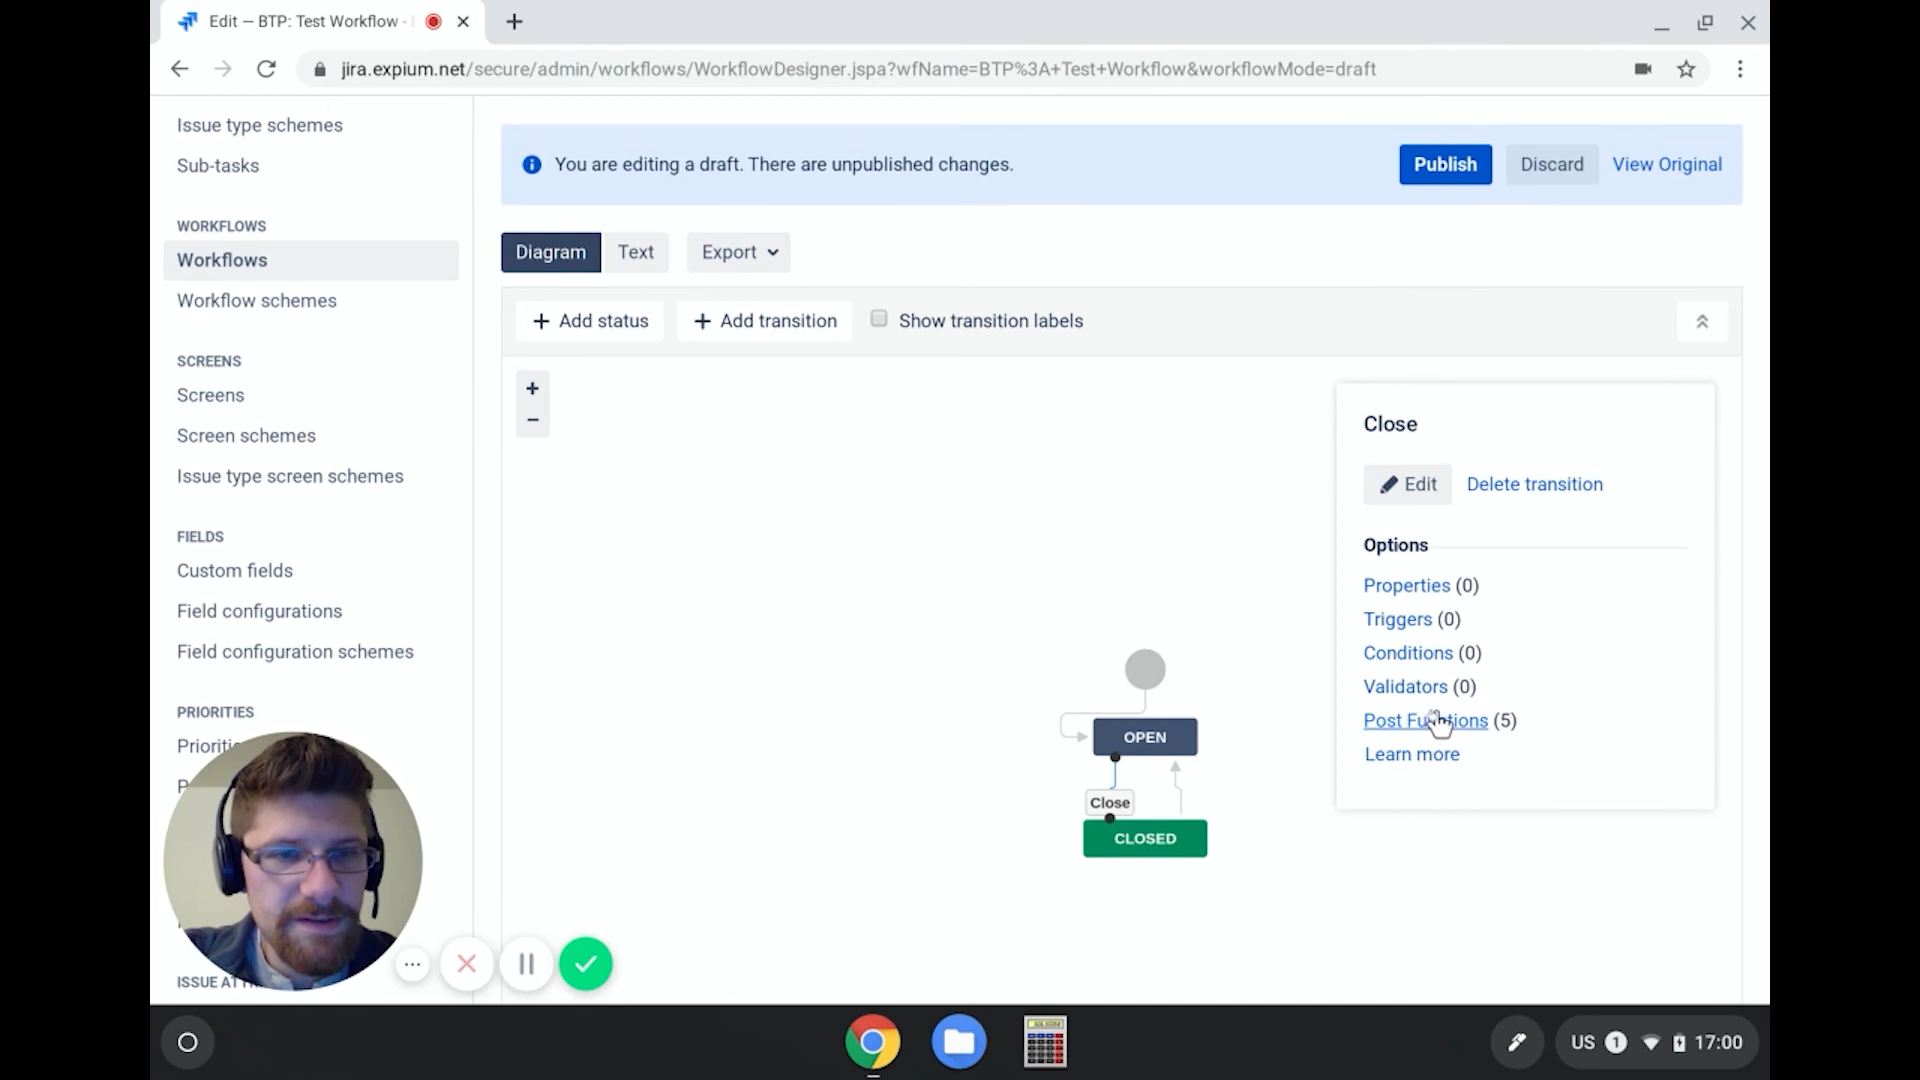 Edit – BTP: Test Workflow -
jira.expium.net/secure/admin/workflows/WorkflowDesigner.jspa?wfName=BTP%3A+Test+Workflow&workflowMode=draft
Issue type schemes
Sub-tasks
WORKFLOWS
Workflows
Workflow schemes
SCREENS
Screens
Screen schemes
Issue type screen schemes
FIELDS
Custom fields
Field configurations
Field configuration schemes
PRIORITIES
You are editing a draft. There are unpublished changes.
Publish
Discard
View Original
Diagram
Text
Export
+ Add status
+ Add transition
Show transition labels
+
−
OPEN
Close
CLOSED
Close
Edit
Delete transition
Options
Properties (0)
Triggers (0)
Conditions (0)
Validators (0)
Post Functions (5)
Learn more
US
1
17:00